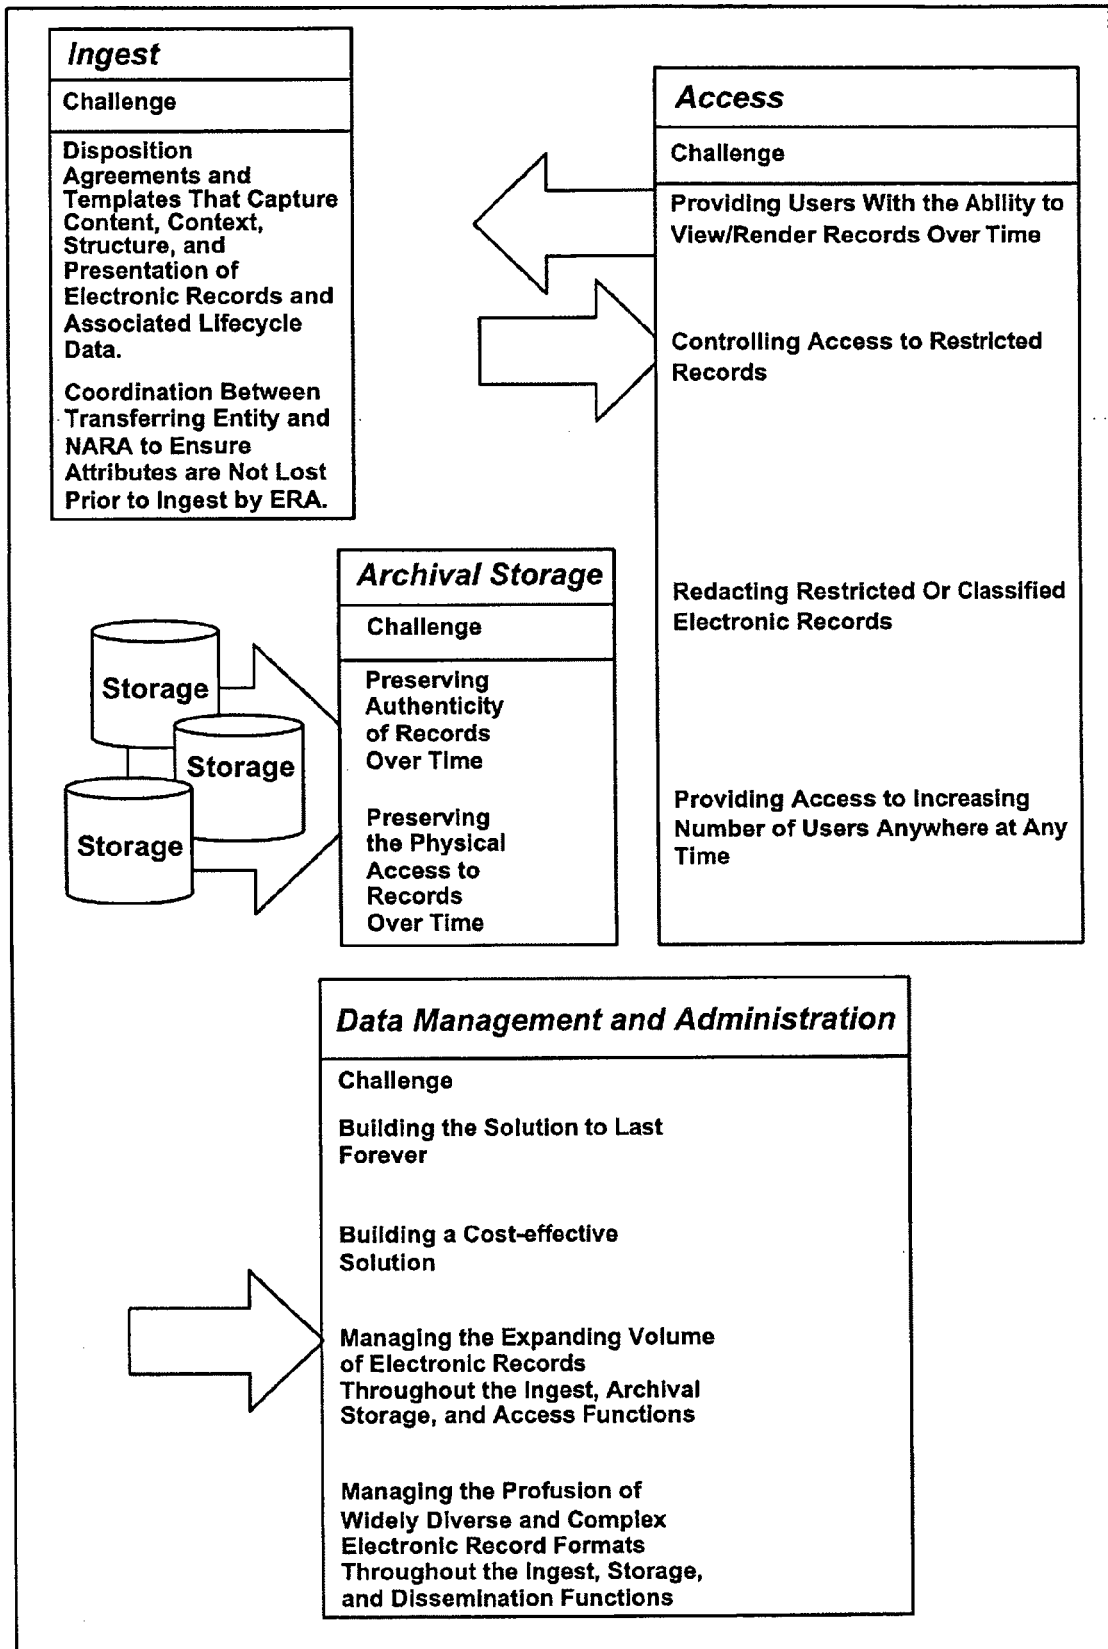 Ingest
Challenge
Disposition
Agreements and
Templates That Capture
Content, Context,
Structure, and
Presentation of
Electronic Records and
Associated Lifecycle
Data.
Coordination Between
Transferring Entity and
NARA to Ensure
Attributes are Not Lost
Prior to Ingest by ERA.
Access
Challenge
Providing Users With the Ability to
View/Render Records Over Time
Controlling Access to Restricted
Records
Redacting Restricted Or Classified
Electronic Records
Providing Access to Increasing
Number of Users Anywhere at Any
Time
Storage
Storage
Storage
Archival Storage
Challenge
Preserving
Authenticity
of Records
Over Time
Preserving
the Physical
Access to
Records
Over Time
Data Management and Administration
Challenge
Building the Solution to Last
Forever
Building a Cost-effective
Solution
Managing the Expanding Volume
of Electronic Records
Throughout the Ingest, Archival
Storage, and Access Functions
Managing the Profusion of
Widely Diverse and Complex
Electronic Record Formats
Throughout the Ingest, Storage,
and Dissemination Functions